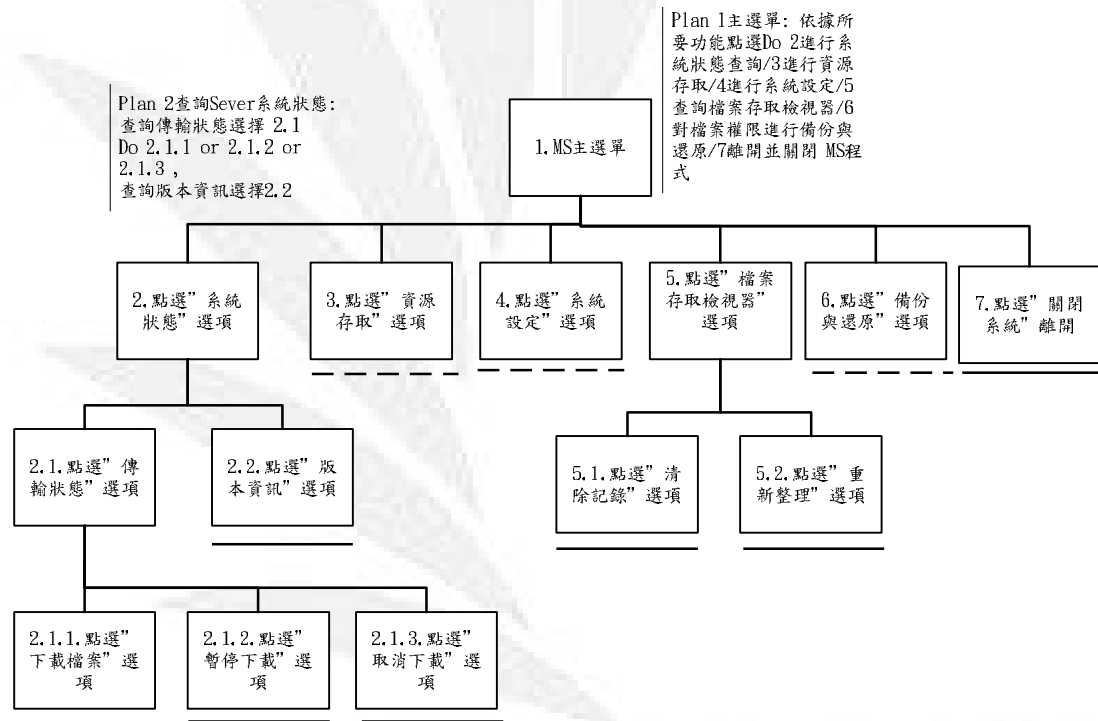 Plan 1主選單: 依據所
要功能點選Do 2進行系
統狀態查詢/3進行資源
存取/4進行系統設定/5
查詢檔案存取檢視器/6
對檔案權限進行備份與
還原/7離開並關閉 MS程
式
Plan 2查詢Sever系統狀態:
查詢傳輸狀態選擇 2.1
Do 2.1.1 or 2.1.2 or
2.1.3 ,
查詢版本資訊選擇2.2
1.MS主選單
2.點選”系統
狀態”選項
3.點選”資源
存取”選項
4.點選”系統
設定”選項
5.點選”檔案
存取檢視器”
選項
6.點選”備份
與還原”選項
7.點選”關閉
系統”離開
2.1.點選”傳
輸狀態”選項
2.2.點選”版
本資訊”選項
5.1.點選”清
除記錄”選項
5.2.點選”重
新整理”選項
2.1.1.點選”
下載檔案”選
項
2.1.2.點選”
暫停下載”選
項
2.1.3.點選”
取消下載”選
項